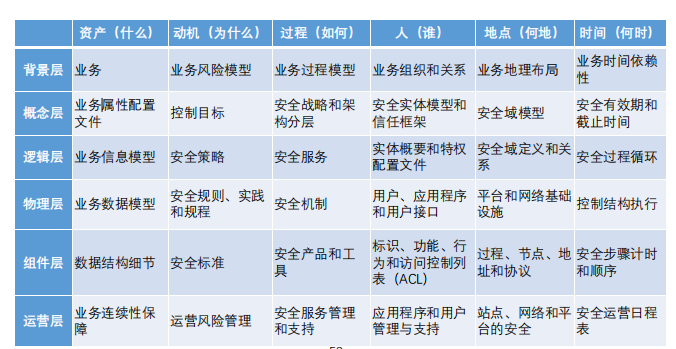 资产（什么） 动机（为什么） 过程（如何） 人（谁） 地点（何地） 时间（何时）
背景层 业务 业务风险模型 业务过程模型 业务组织和关系 业务地理布局 业务时间依赖性
概念层 业务属性配置文件 控制目标 安全战略和架构分层 安全实体模型和信任框架 安全域模型 安全有效期和截止时间
逻辑层 业务信息模型 安全策略 安全服务 实体概要和特权配置文件 安全域定义和关系 安全过程循环
物理层 业务数据模型 安全规则、实践和规程 安全机制 用户、应用程序和用户接口 平台和网络基础设施 控制结构执行
组件层 数据结构细节 安全标准 安全产品和工具 标识、功能、行为和访问控制列表（ACL） 过程、节点、地址和协议 安全步骤计时和顺序
运营层 业务连续性保障 运营风险管理 安全服务管理和支持 应用程序和用户管理与支持 站点、网络和平台的安全 安全运营日程表